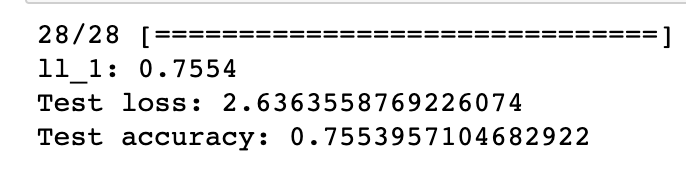 28/28 [==============================]
ll_1: 0.7554
Test loss: 2.6363558769226074
Test accuracy: 0.7553957104682922